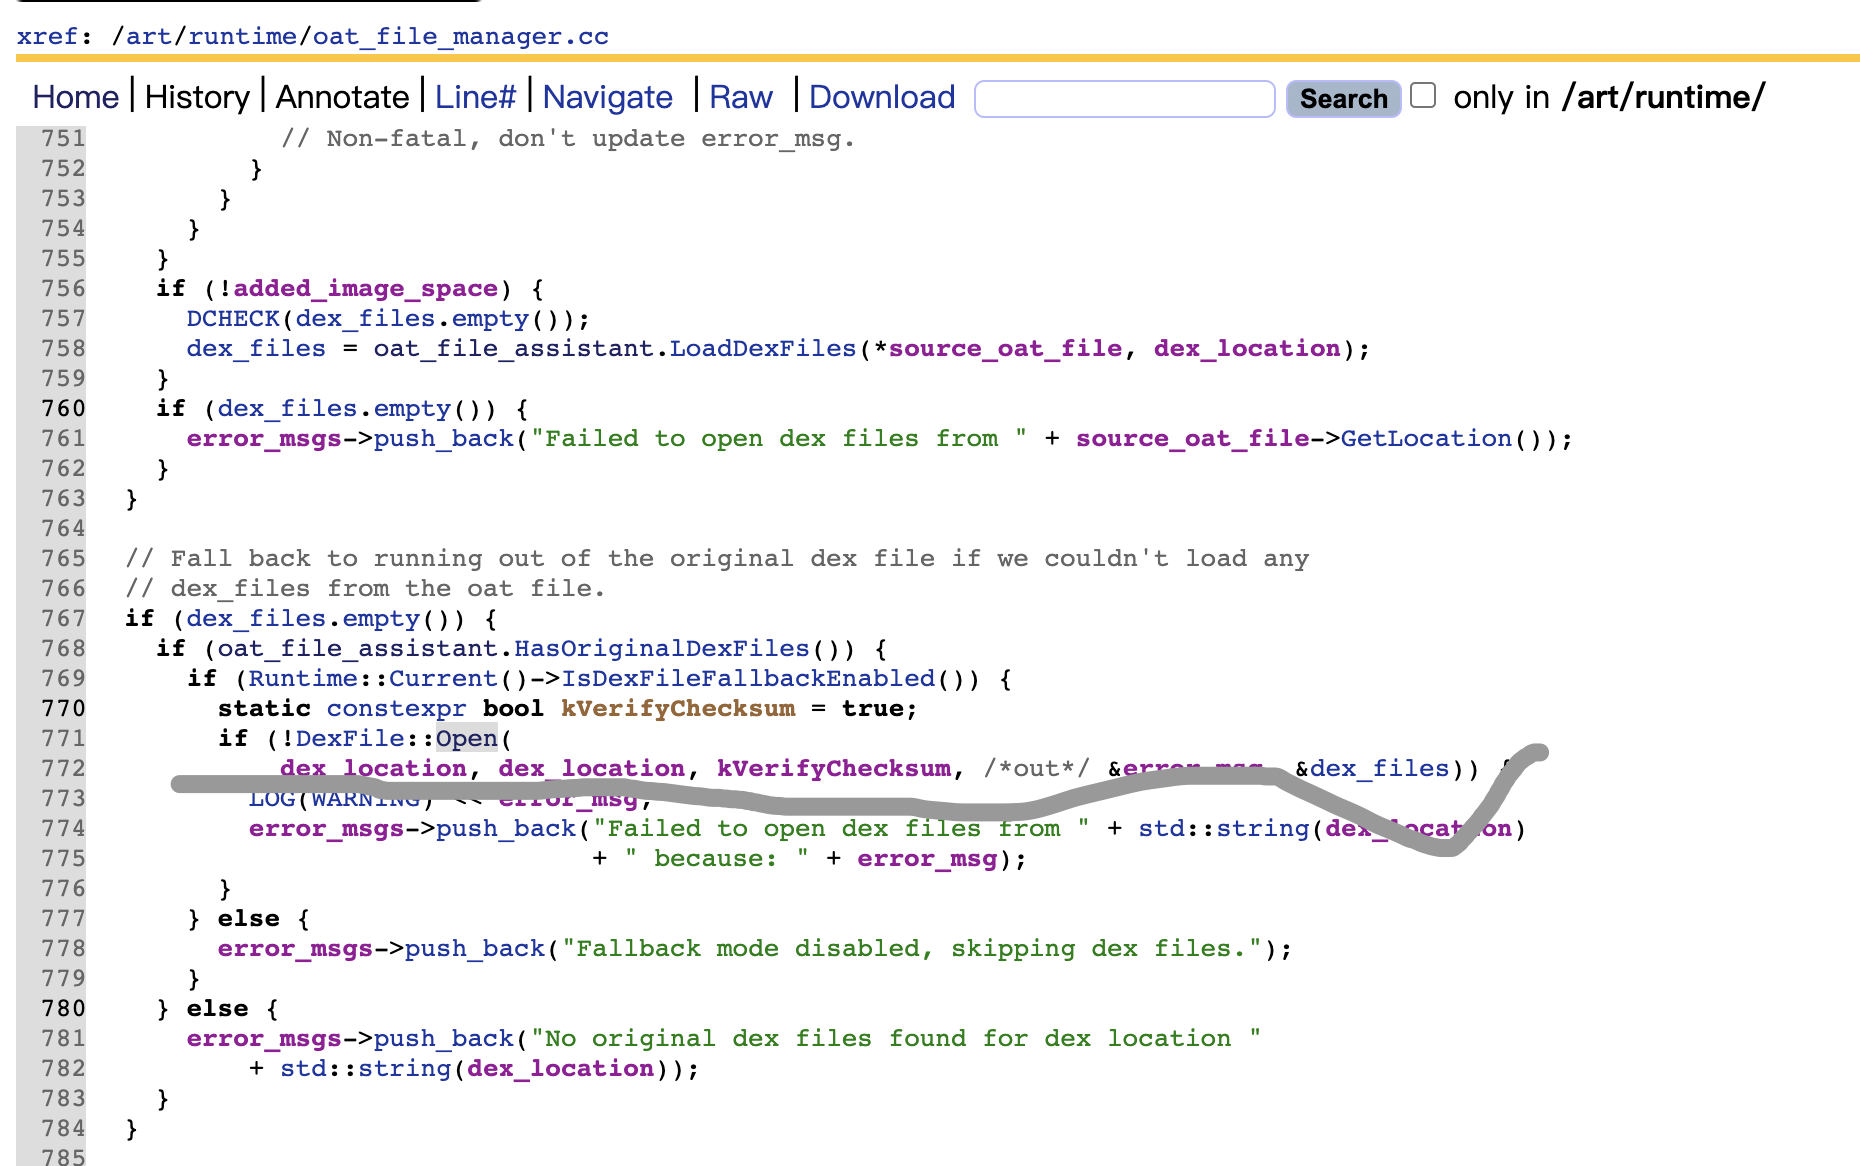 xref: /art/runtime/oat_file_manager.cc
Home | History | Annotate | Line# | Navigate | Raw | Download Search only in /art/runtime/
751 // Non-fatal, don't update error_msg.
752 }
753 }
754 }
755 }
756 if (!added_image_space) {
757 DCHECK(dex_files.empty());
758 dex_files = oat_file_assistant.LoadDexFiles(*source_oat_file, dex_location);
759 }
760 if (dex_files.empty()) {
761 error_msgs->push_back("Failed to open dex files from " + source_oat_file->GetLocation());
762 }
763 }
764
765 // Fall back to running out of the original dex file if we couldn't load any
766 // dex_files from the oat file.
767 if (dex_files.empty()) {
768 if (oat_file_assistant.HasOriginalDexFiles()) {
769 if (Runtime::Current()->IsDexFileFallbackEnabled()) {
770 static constexpr bool kVerifyChecksum = true;
771 if (!DexFile::Open(
772 dex_location, dex_location, kVerifyChecksum, /*out*/ &error_msg, &dex_files)) {
773 LOG(WARNING) << error_msg;
774 error_msgs->push_back("Failed to open dex files from " + std::string(dex_location)
775 + " because: " + error_msg);
776 }
777 } else {
778 error_msgs->push_back("Fallback mode disabled, skipping dex files.");
779 }
780 } else {
781 error_msgs->push_back("No original dex files found for dex location "
782 + std::string(dex_location));
783 }
784 }
785